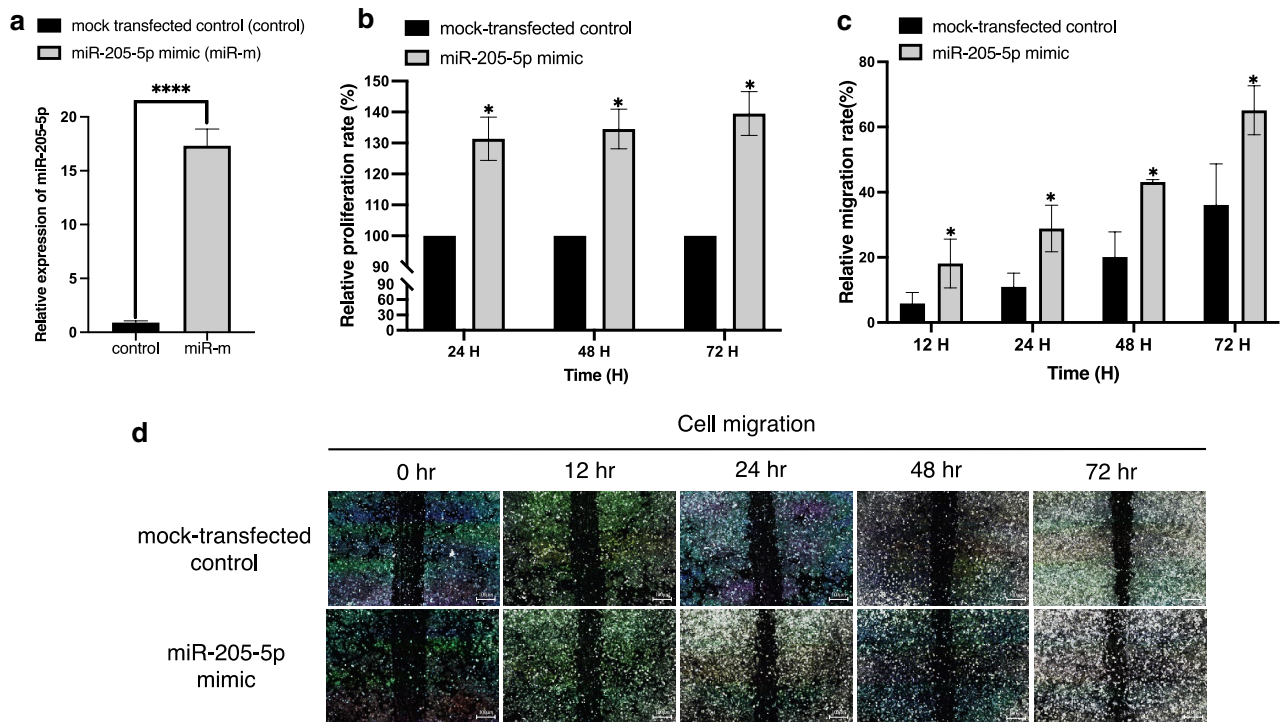 a
mock transfected control (control)
miR-205-5p mimic (miR-m)
****
Relative expression of miR-205-5p
20
15
10
5
0
control
miR-m
b
mock-transfected control
miR-205-5p mimic
Relative proliferation rate (%)
150
140
130
120
110
100
90
90
60
30
0
*
*
*
24 H
48 H
72 H
Time (H)
c
mock-transfected control
miR-205-5p mimic
Relative migration rate(%)
80
60
40
20
0
*
*
*
*
12 H
24 H
48 H
72 H
Time (H)
d
Cell migration
0 hr
12 hr
24 hr
48 hr
72 hr
mock-transfected
control
miR-205-5p
mimic